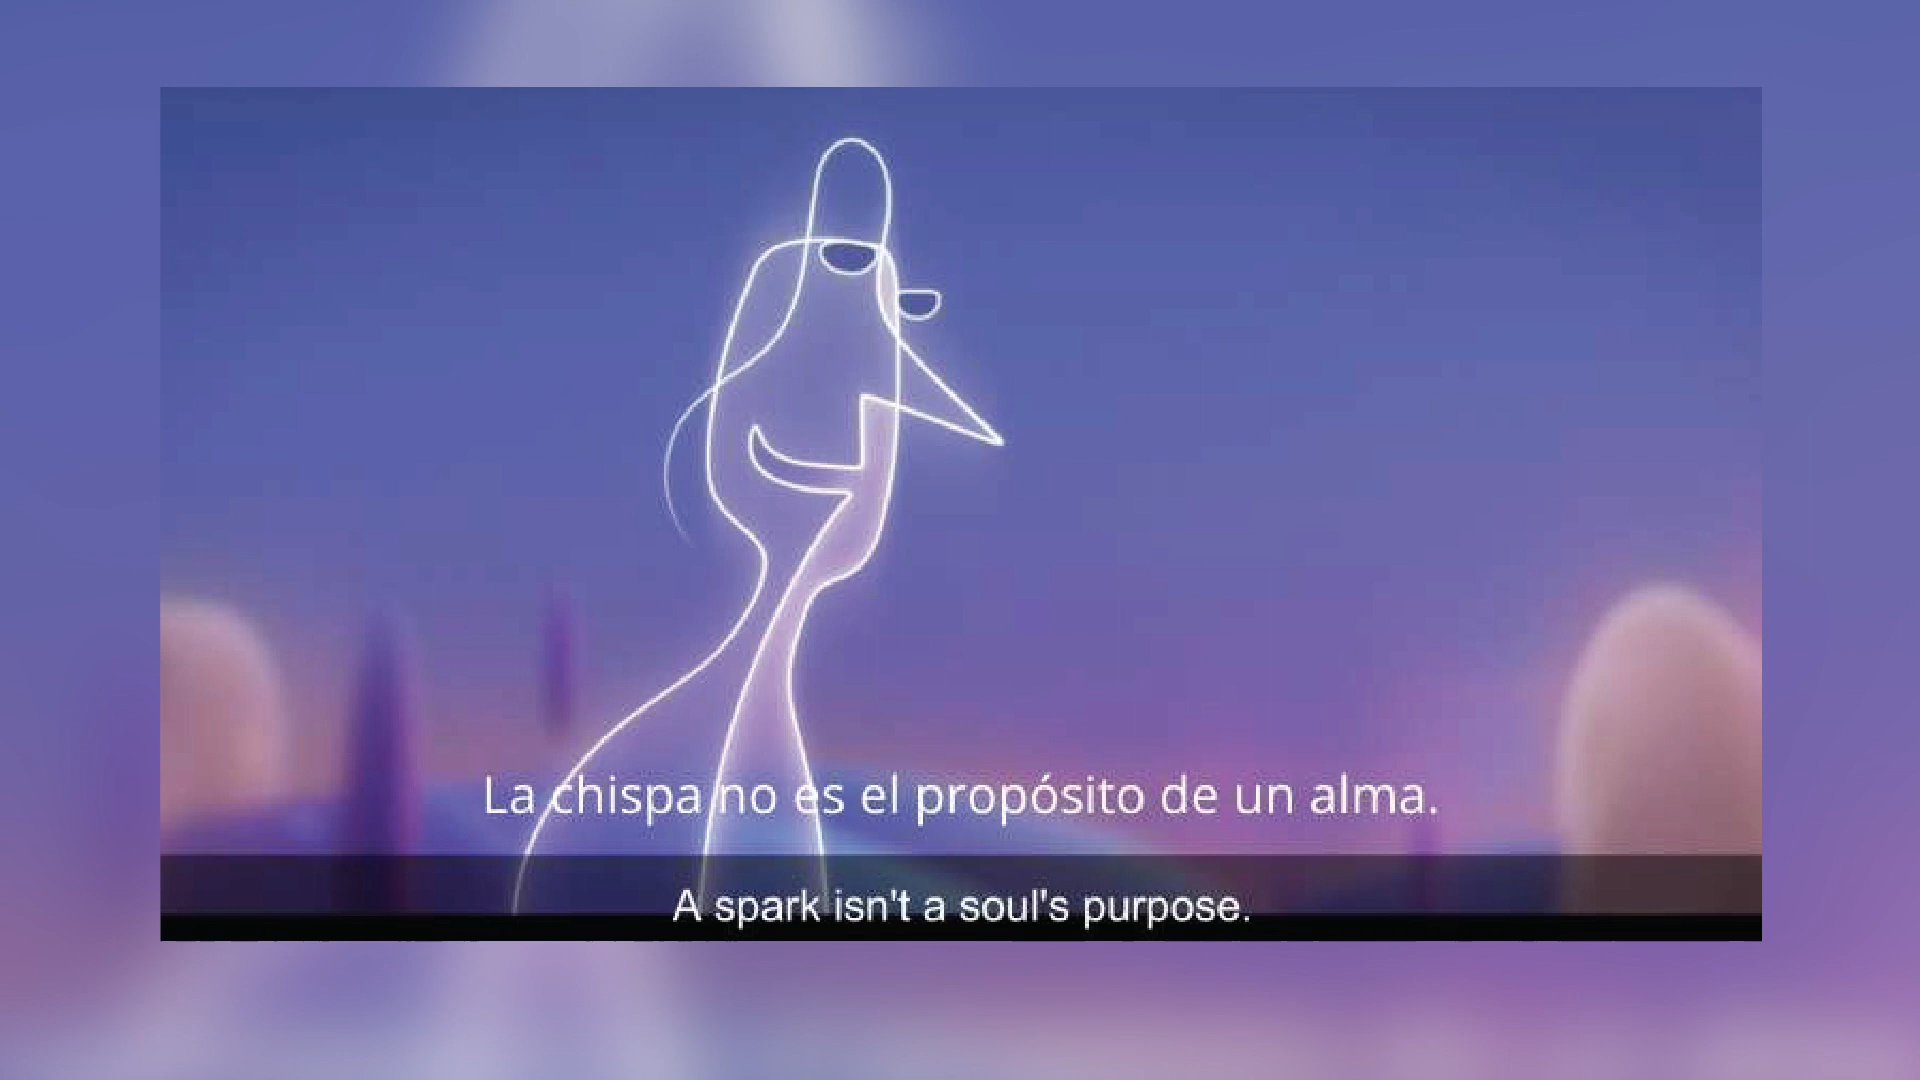 La chispa no es el propósito de un alma.
A spark isn't a soul's purpose.